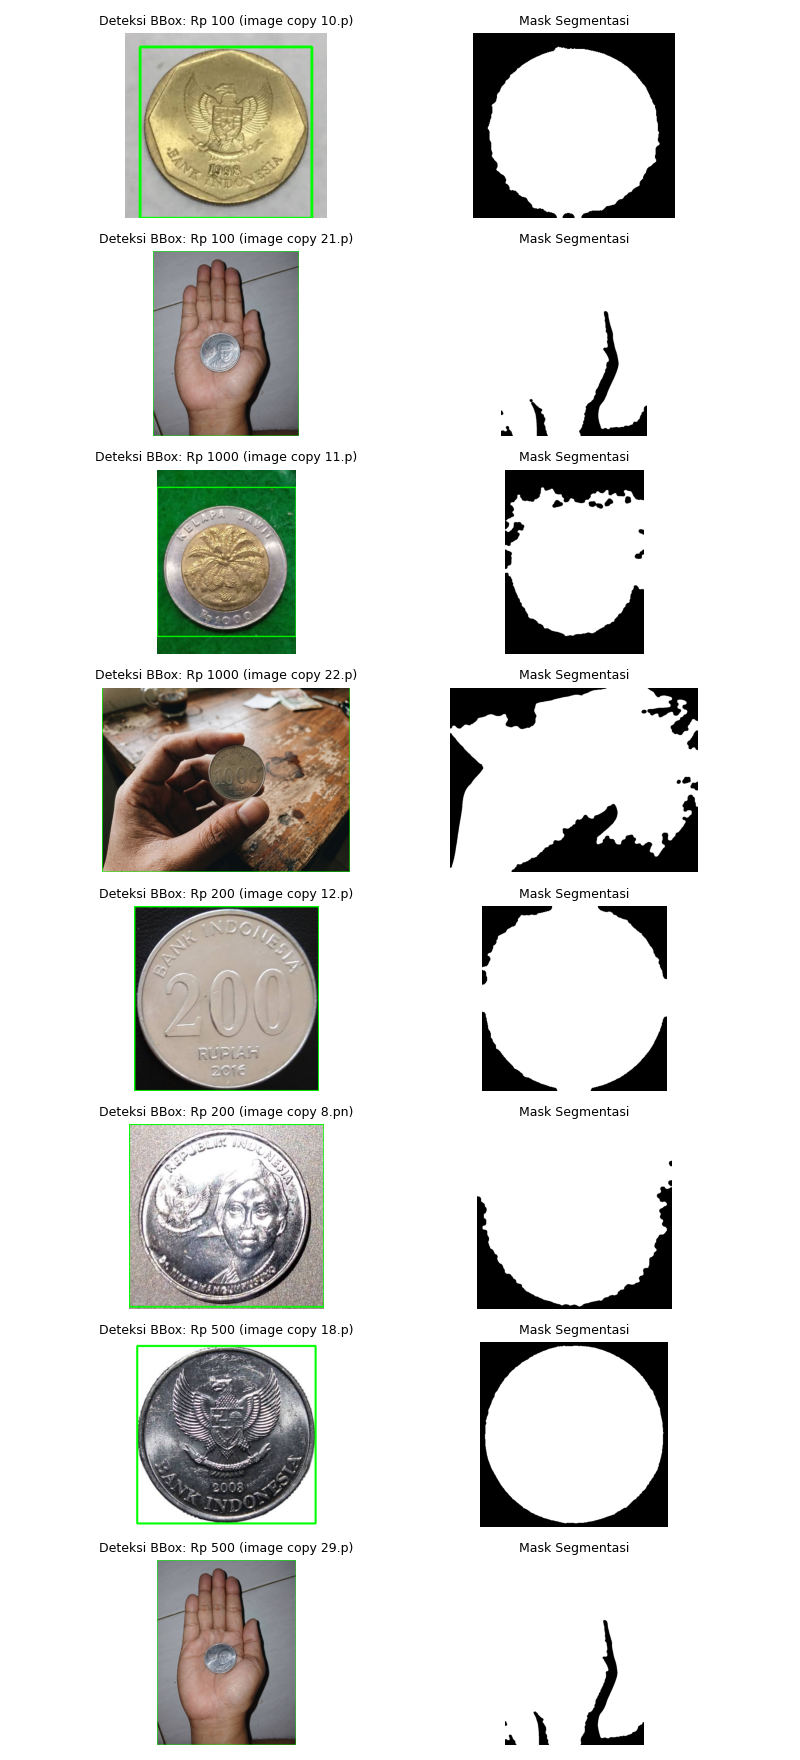 Deteksi BBox: Rp 100 (image copy 10.p)
Mask Segmentasi
1998
BANK INDONESIA
Deteksi BBox: Rp 100 (image copy 21.p)
Mask Segmentasi
Deteksi BBox: Rp 1000 (image copy 11.p)
Mask Segmentasi
KELAPA SAWIT
Rp1000
Deteksi BBox: Rp 1000 (image copy 22.p)
Mask Segmentasi
1000
Deteksi BBox: Rp 200 (image copy 12.p)
Mask Segmentasi
BANK INDONESIA
200
RUPIAH
2016
Deteksi BBox: Rp 200 (image copy 8.pn)
Mask Segmentasi
REPUBLIK INDONESIA
Deteksi BBox: Rp 500 (image copy 18.p)
Mask Segmentasi
2003
BANK INDONESIA
Deteksi BBox: Rp 500 (image copy 29.p)
Mask Segmentasi